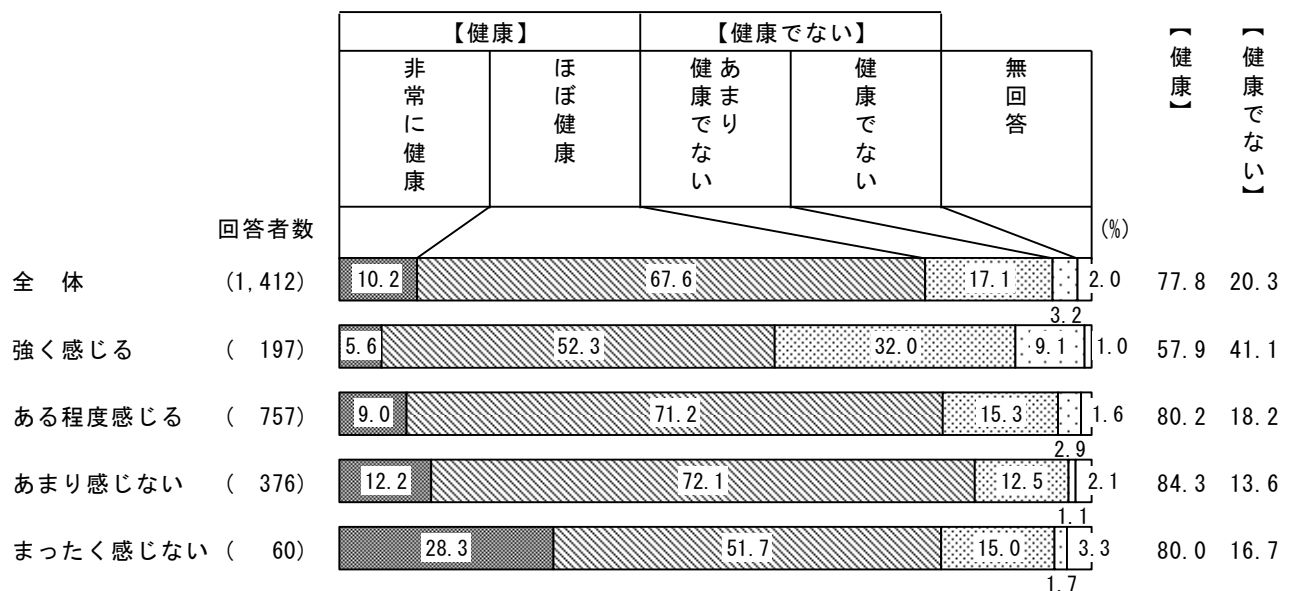 【健康】 【健康でない】
非常に健康 ほぼ健康 あまり健康でない 健康でない 無回答 【健康】 【健康でない】
回答者数 (%)
全 体 (1,412) 10.2 67.6 17.1 3.2 2.0 77.8 20.3
強く感じる ( 197) 5.6 52.3 32.0 9.1 1.0 57.9 41.1
ある程度感じる ( 757) 9.0 71.2 15.3 2.9 1.6 80.2 18.2
あまり感じない ( 376) 12.2 72.1 12.5 1.1 2.1 84.3 13.6
まったく感じない ( 60) 28.3 51.7 15.0 1.7 3.3 80.0 16.7